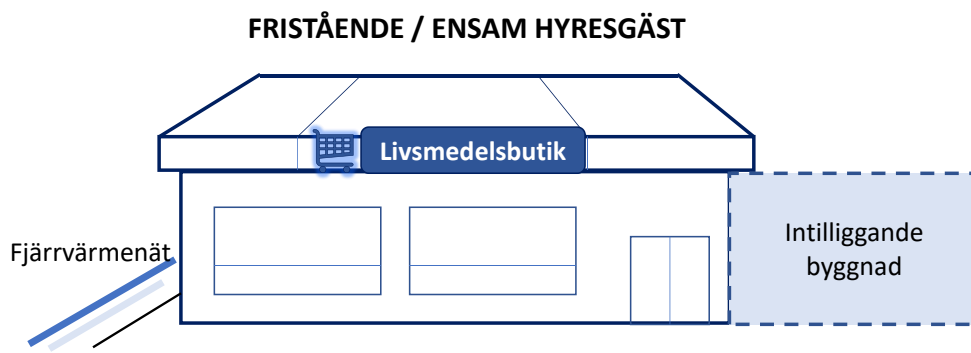 FRISTÅENDE / ENSAM HYRESGÄST
Livsmedelsbutik
Fjärrvärmenät
Intilliggande
byggnad